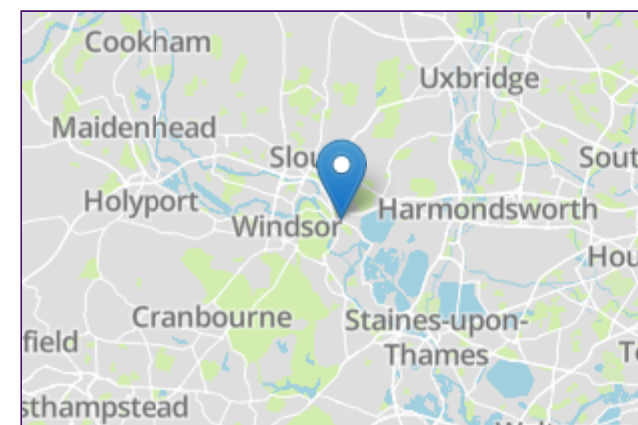 Cookham
Uxbridge
Maidenhead
Slou
Sout
Holyport
Windsor
Harmondsworth
Hou
Cranbourne
Staines-upon-
Thames
field
sthampstead